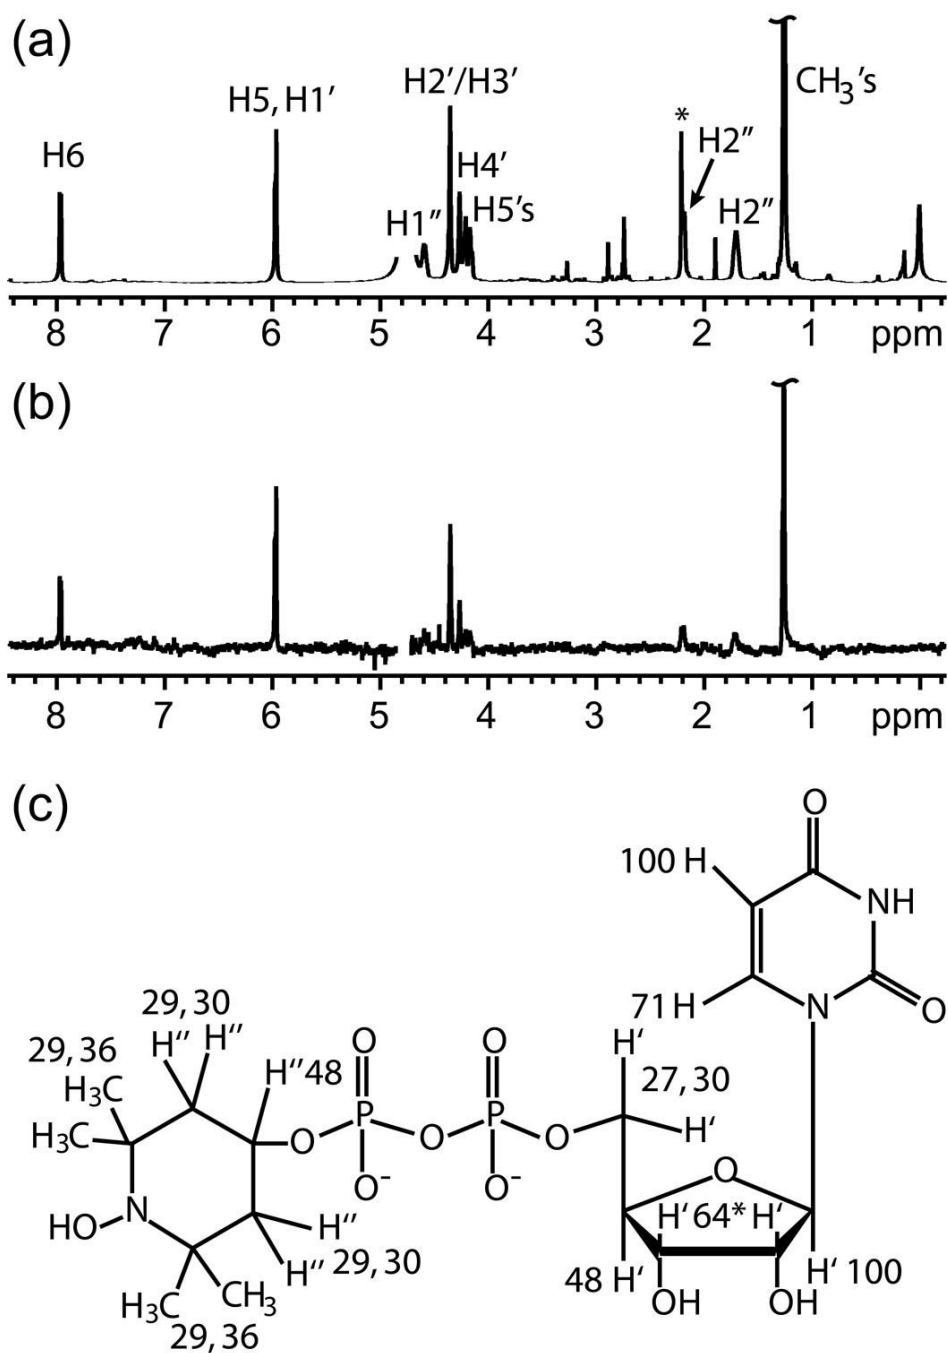 (a)
H6
H5, H1′
H2′/H3′
H4′
H5′s
H1″
*
H2″
H2″
CH₃′s
8 7 6 5 4 3 2 1 ppm
(b)
8 7 6 5 4 3 2 1 ppm
(c)
O
100 H
NH
71 H
N
O
29, 30
H″ H″
29, 36
H₃C
H₃C
H″48
O O
H′
27, 30
H′
O P O P O
O⁻ O⁻
O
HO N
H″
H″ 29, 30
H′ 64* H′
48 H′
H′ 100
H₃C CH₃
29, 36
OH OH